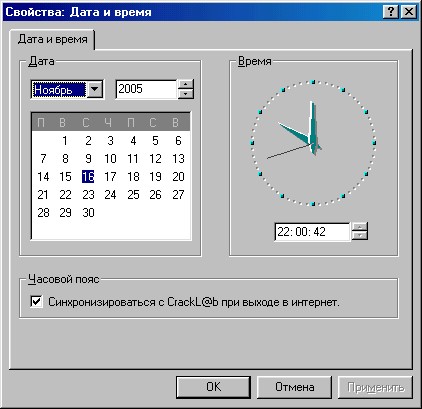 Свойства: Дата и время
Дата и время
Дата
Время
Ноябрь 2005
П В С Ч П С В
1 2 3 4 5 6
7 8 9 10 11 12 13
14 15 16 17 18 19 20
21 22 23 24 25 26 27
28 29 30
22: 00: 42
Часовой пояс
Синхронизироваться с CrackL@b при выходе в интернет.
OK Отмена Применить